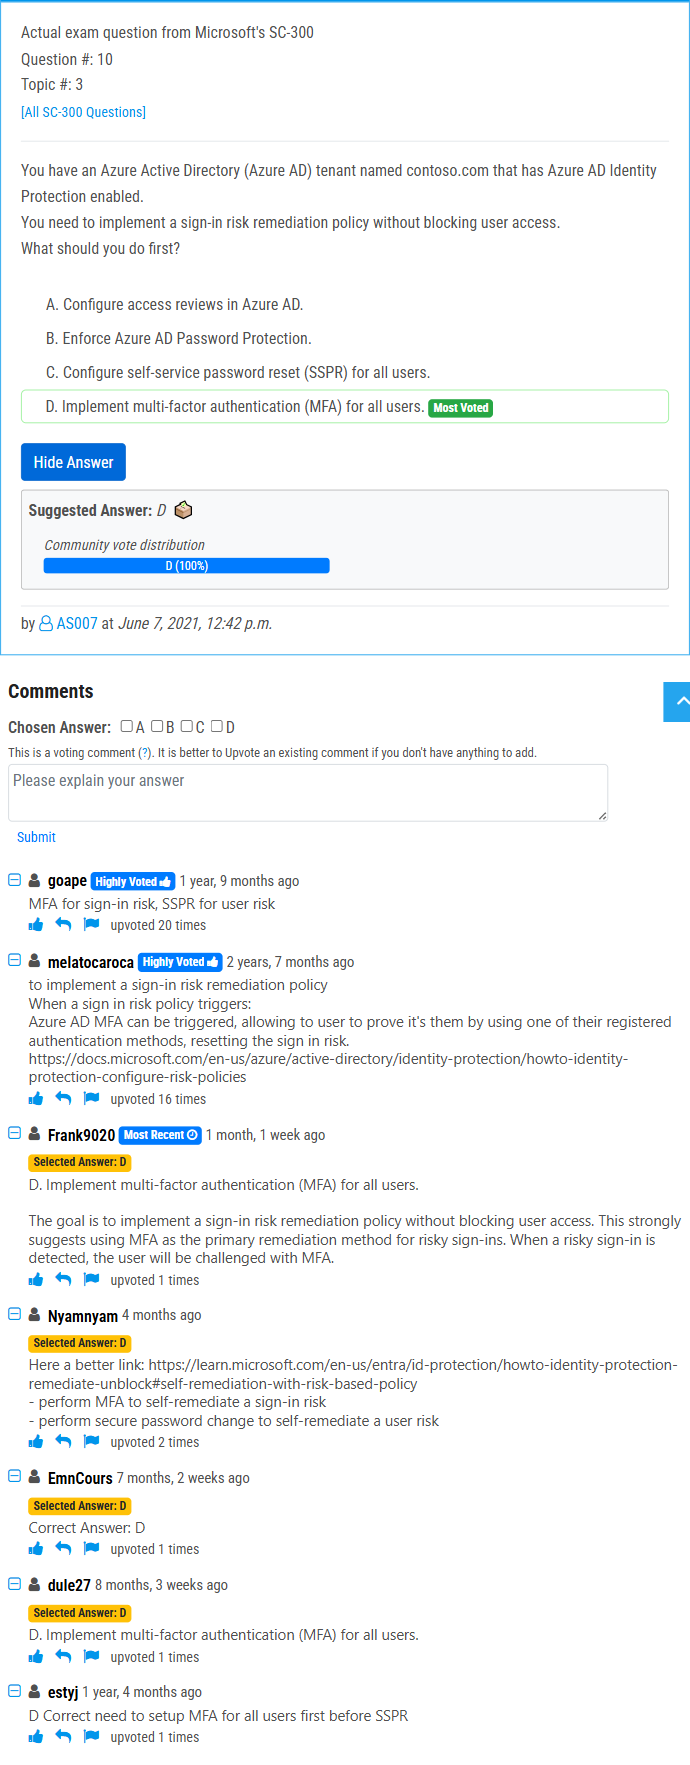 Actual exam question from Microsoft's SC-300
Question #: 10
Topic #: 3
[All SC-300 Questions]
You have an Azure Active Directory (Azure AD) tenant named contoso.com that has Azure AD Identity
Protection enabled.
You need to implement a sign-in risk remediation policy without blocking user access.
What should you do first?
A. Configure access reviews in Azure AD.
B. Enforce Azure AD Password Protection.
C. Configure self-service password reset (SSPR) for all users.
D. Implement multi-factor authentication (MFA) for all users. Most Voted
Hide Answer
Suggested Answer: D
Community vote distribution
D (100%)
by AS007 at June 7, 2021, 12:42 p.m.
Comments
Chosen Answer: A B C D
This is a voting comment (?). It is better to Upvote an existing comment if you don't have anything to add.
Please explain your answer
Submit
goape Highly Voted 1 year, 9 months ago
MFA for sign-in risk, SSPR for user risk
upvoted 20 times
melatocaroca Highly Voted 2 years, 7 months ago
to implement a sign-in risk remediation policy
When a sign in risk policy triggers:
Azure AD MFA can be triggered, allowing to user to prove it's them by using one of their registered
authentication methods, resetting the sign in risk.
https://docs.microsoft.com/en-us/azure/active-directory/identity-protection/howto-identity-
protection-configure-risk-policies
upvoted 16 times
Frank9020 Most Recent 1 month, 1 week ago
Selected Answer: D
D. Implement multi-factor authentication (MFA) for all users.
The goal is to implement a sign-in risk remediation policy without blocking user access. This strongly
suggests using MFA as the primary remediation method for risky sign-ins. When a risky sign-in is
detected, the user will be challenged with MFA.
upvoted 1 times
Nyamnyam 4 months ago
Selected Answer: D
Here a better link: https://learn.microsoft.com/en-us/entra/id-protection/howto-identity-protection-
remediate-unblock#self-remediation-with-risk-based-policy
- perform MFA to self-remediate a sign-in risk
- perform secure password change to self-remediate a user risk
upvoted 2 times
EmnCours 7 months, 2 weeks ago
Selected Answer: D
Correct Answer: D
upvoted 1 times
dule27 8 months, 3 weeks ago
Selected Answer: D
D. Implement multi-factor authentication (MFA) for all users.
upvoted 1 times
estyj 1 year, 4 months ago
D Correct need to setup MFA for all users first before SSPR
upvoted 1 times